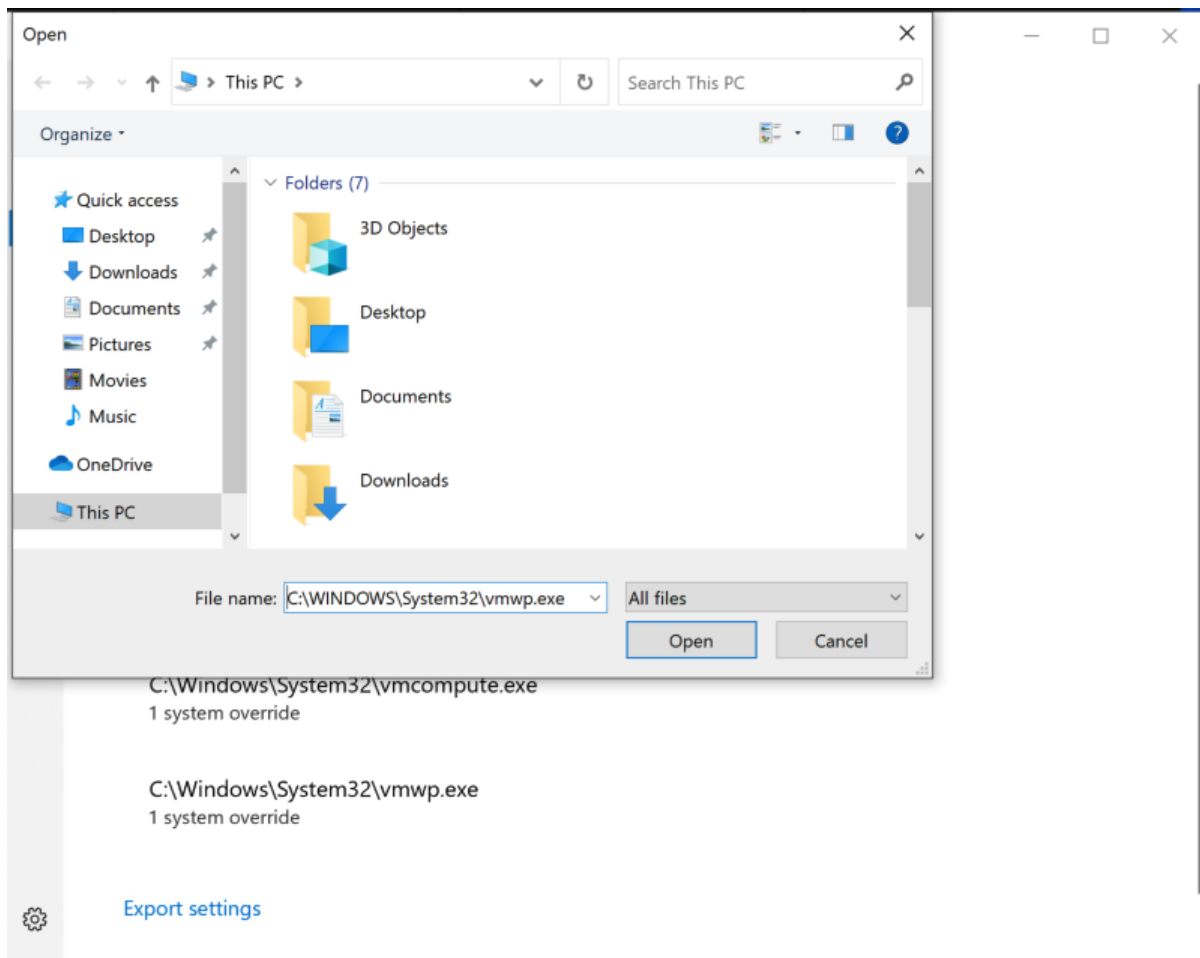 Open
This PC
Search This PC
Organize
Quick access
Desktop
Downloads
Documents
Pictures
Movies
Music
OneDrive
This PC
Folders (7)
3D Objects
Desktop
Documents
Downloads
File name: C:\WINDOWS\System32\vmwp.exe
All files
Open
Cancel
C:\Windows\System32\vmcompute.exe
1 system override
C:\Windows\System32\vmwp.exe
1 system override
Export settings